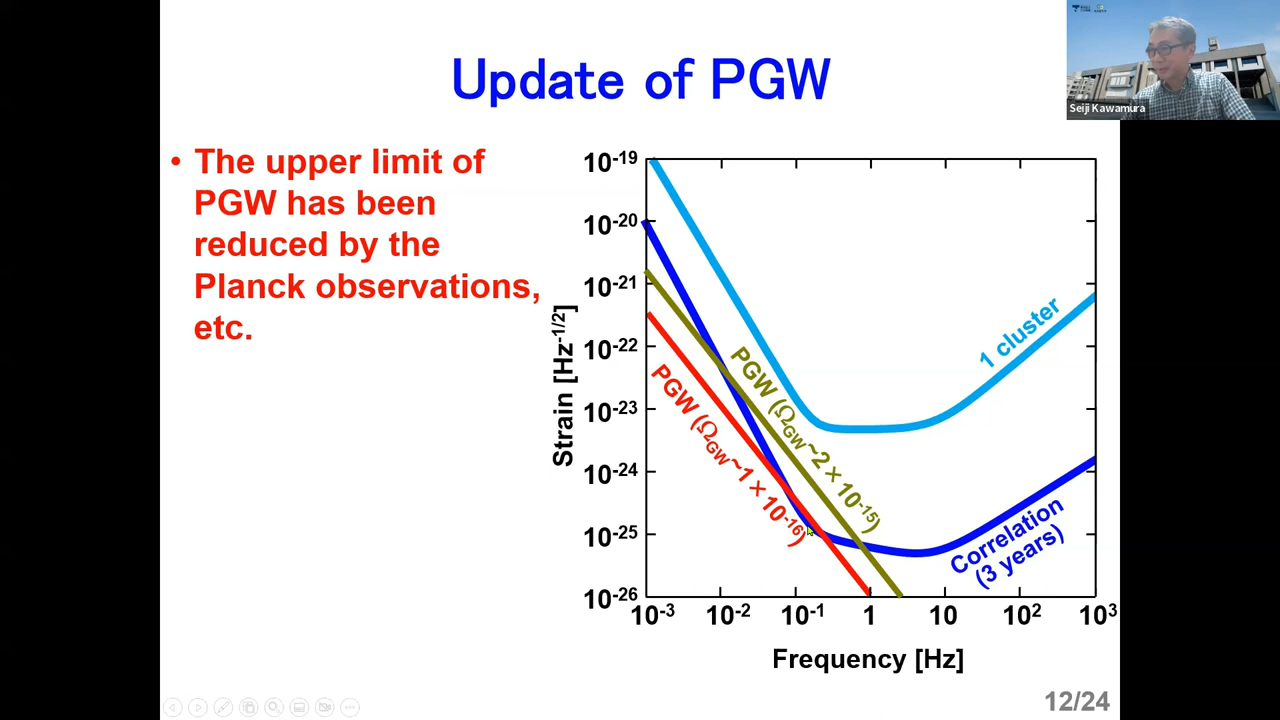 Update of PGW
Seiji Kawamura
• The upper limit of
PGW has been
reduced by the
Planck observations,
etc.
10-19
10-20
10-21
10-22
10-23
10-24
10-25
10-26
Strain [Hz-1/2]
1 cluster
PGW (ΩGW~2 × 10-15)
PGW (ΩGW~1 × 10-16)
Correlation
(3 years)
10-3 10-2 10-1 1 10 102 103
Frequency [Hz]
12/24